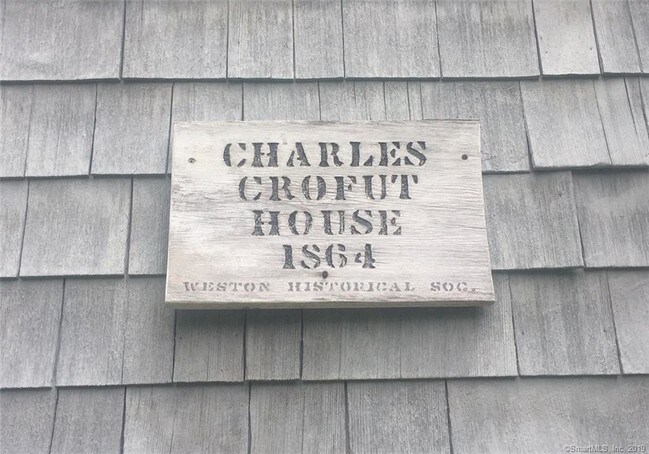 CHARLES
CROFUT
HOUSE
1864
WESTON HISTORICAL SOC.
©SmartMLS, Inc. 2019